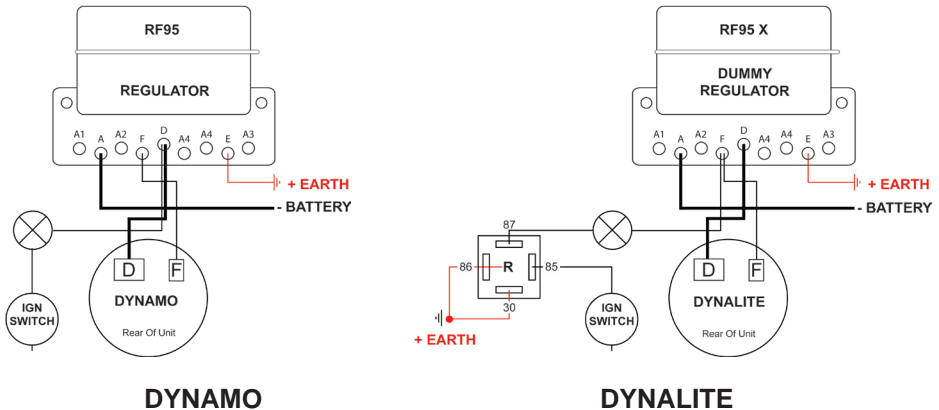 RF95
REGULATOR
A1
A
A2
F
D
A4
A4
E
A3
+ EARTH
- BATTERY
IGN
SWITCH
D
F
DYNAMO
Rear Of Unit
DYNAMO
RF95 X
DUMMY
REGULATOR
A1
A
A2
F
D
A4
A4
E
A3
+ EARTH
- BATTERY
87
86
R
85
30
+ EARTH
IGN
SWITCH
D
F
DYNALITE
Rear Of Unit
DYNALITE